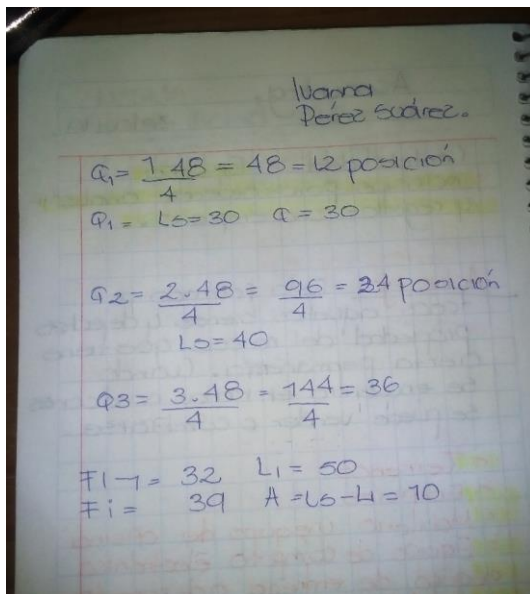 Ivanna
Pérez Suárez.
Q1 = 1.48/4 = 48 = 12 posición
Q1 = Ls=30 Q = 30
Q2 = 2.48/4 = 96/4 = 24 posición
Ls=40
Q3 = 3.48/4 = 144/4 = 36
Fi-1 = 32 Li = 50
Fi = 39 A = Ls-Li = 10